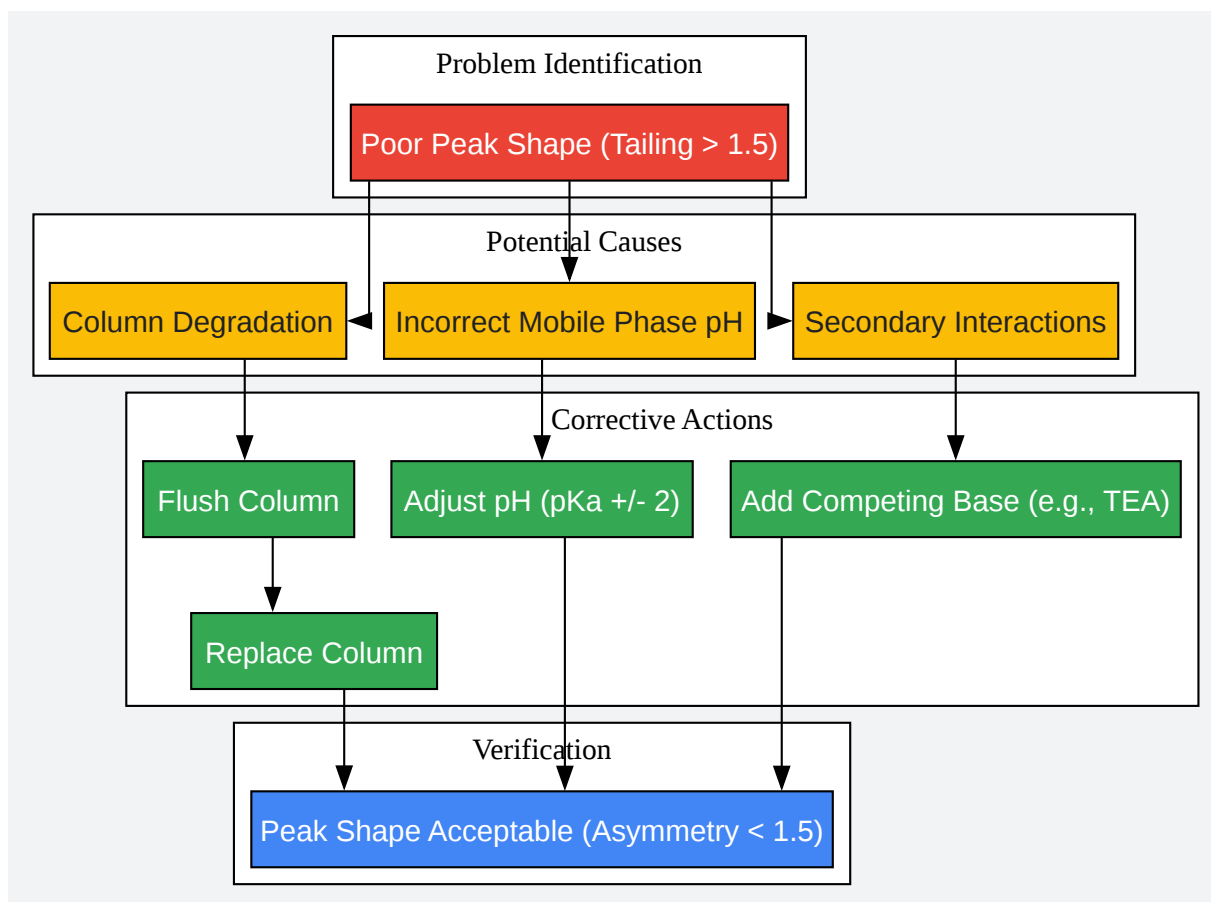 Problem Identification
Poor Peak Shape (Tailing > 1.5)
Potential Causes
Column Degradation
Incorrect Mobile Phase pH
Secondary Interactions
Corrective Actions
Flush Column
Adjust pH (pKa +/- 2)
Add Competing Base (e.g., TEA)
Replace Column
Verification
Peak Shape Acceptable (Asymmetry < 1.5)